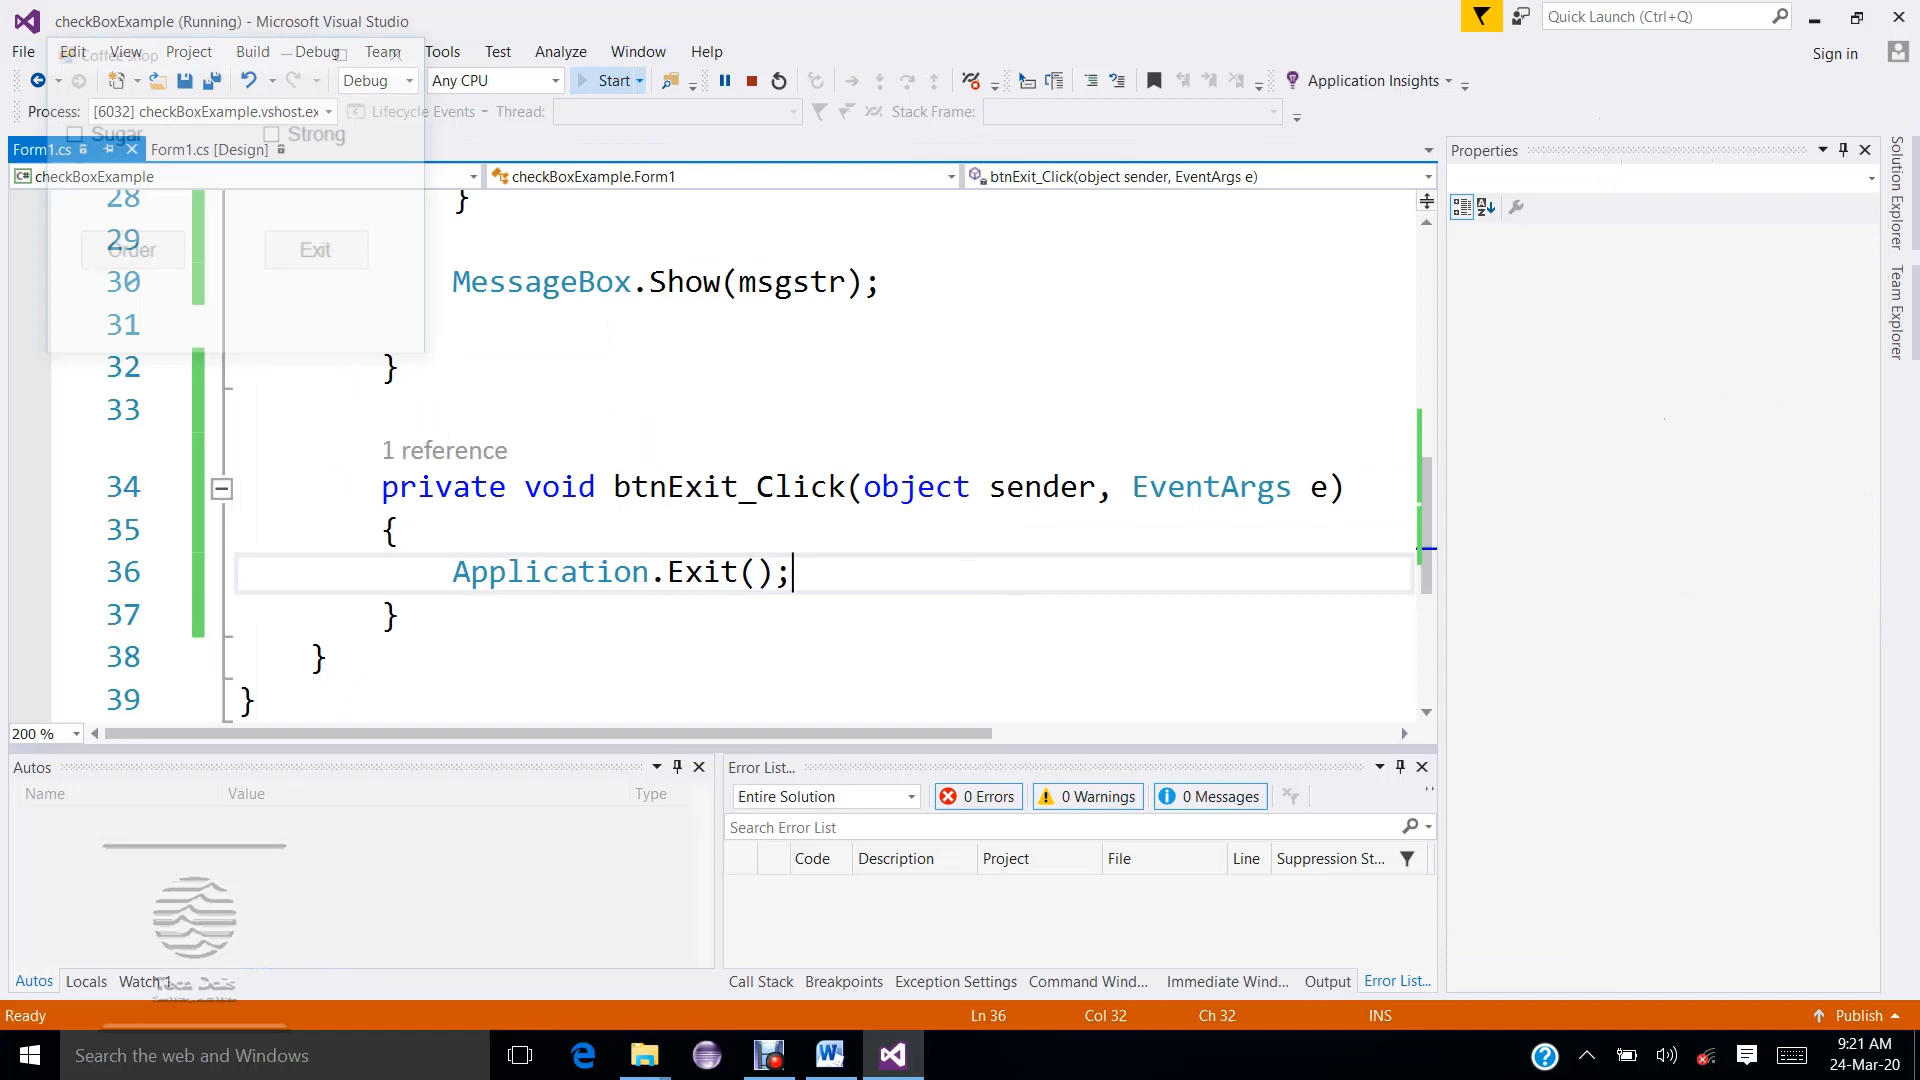 checkBoxExample (Running) - Microsoft Visual Studio
Quick Launch (Ctrl+Q)
File Edit View Project Build Debug Team Tools Test Analyze Window Help
Sign in
Coffee shop
Debug Any CPU Start Application Insights
Process: [6032] checkBoxExample.vshost.ex Lifecycle Events Thread: Stack Frame:
Sugar Strong
Form1.cs Form1.cs [Design]
Properties
checkBoxExample checkBoxExample.Form1 btnExit_Click(object sender, EventArgs e)
Solution Explorer
Team Explorer
28 }
29
Order Exit
30 MessageBox.Show(msgstr);
31
32 }
33
1 reference
34 private void btnExit_Click(object sender, EventArgs e)
35 {
36 Application.Exit();
37 }
38 }
39 }
200 %
Autos
Name Value Type
Error List...
Entire Solution 0 Errors 0 Warnings 0 Messages
Search Error List
Code Description Project File Line Suppression St...
Autos Locals Watch 1
Call Stack Breakpoints Exception Settings Command Wind... Immediate Wind... Output Error List...
Ready Ln 36 Col 32 Ch 32 INS Publish
Search the web and Windows
9:21 AM
24-Mar-20